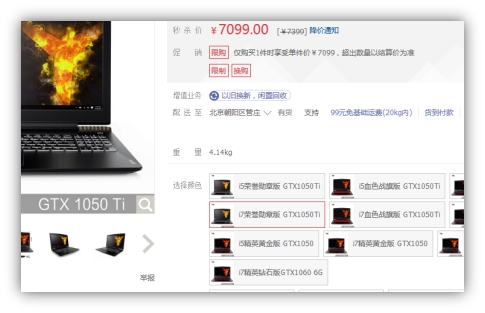 秒杀价 ￥7099.00 [￥7399] 降价通知
促销 限购 仅购买1件时享受单件价￥7099，超出数量以结算价为准
限制 换购
增值业务 以旧换新，闲置回收
配送至 北京朝阳区管庄 有货 支持 99元免基础运费(20kg内) 货到付款
重量 4.14kg
选择颜色 i5荣誉勋章版 GTX1050Ti i5血色战旗版 GTX1050Ti
i7荣誉勋章版 GTX1050Ti i7血色战旗版 GTX1050Ti
GTX 1050 Ti
i5精英黄金版 GTX1050 i7精英黄金版 GTX1050
i7精英钻石版GTX1060 6G
举报